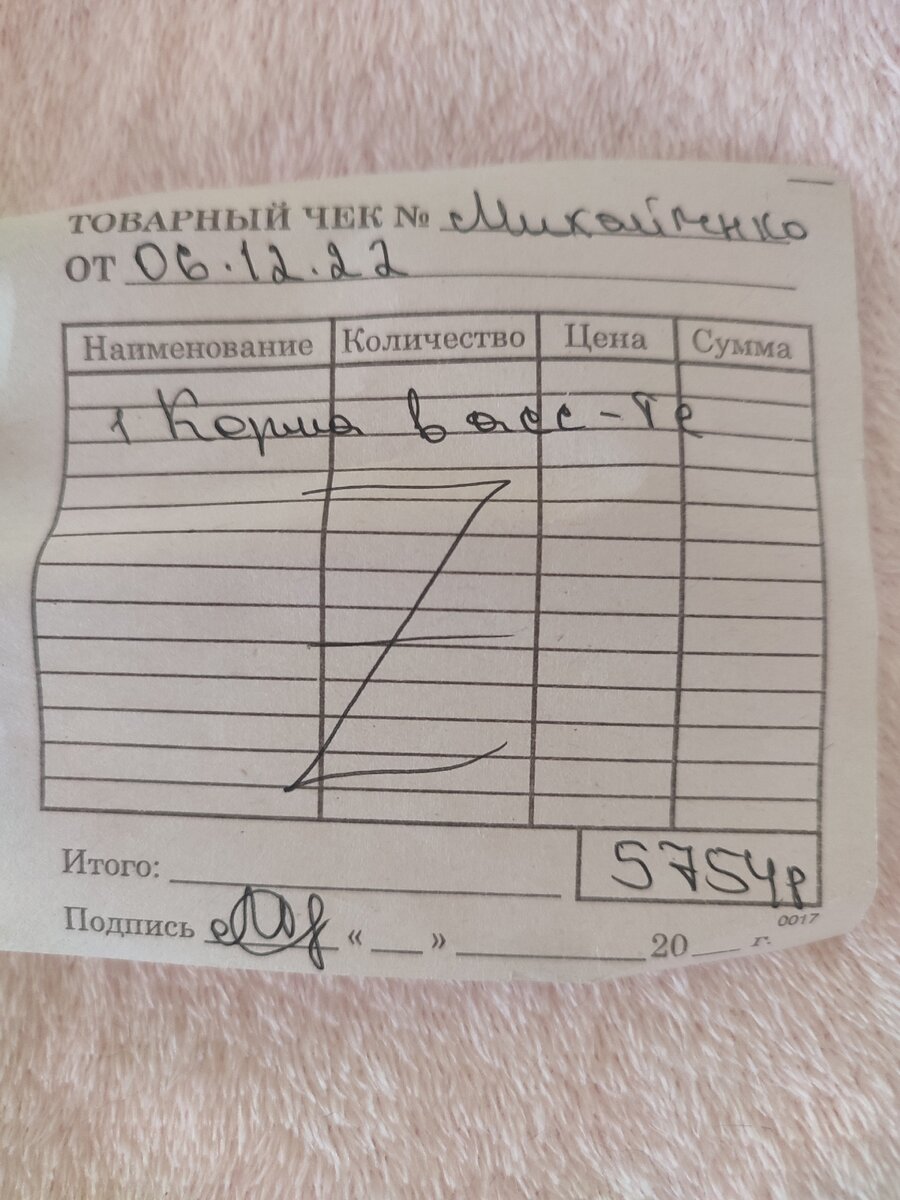 ТОВАРНЫЙ ЧЕК № Микайленко
ОТ 06.12.22
Наименование Количество Цена Сумма
1 Корма в асс-те
5754р
Итого:
Подпись « » 20 г.
0017